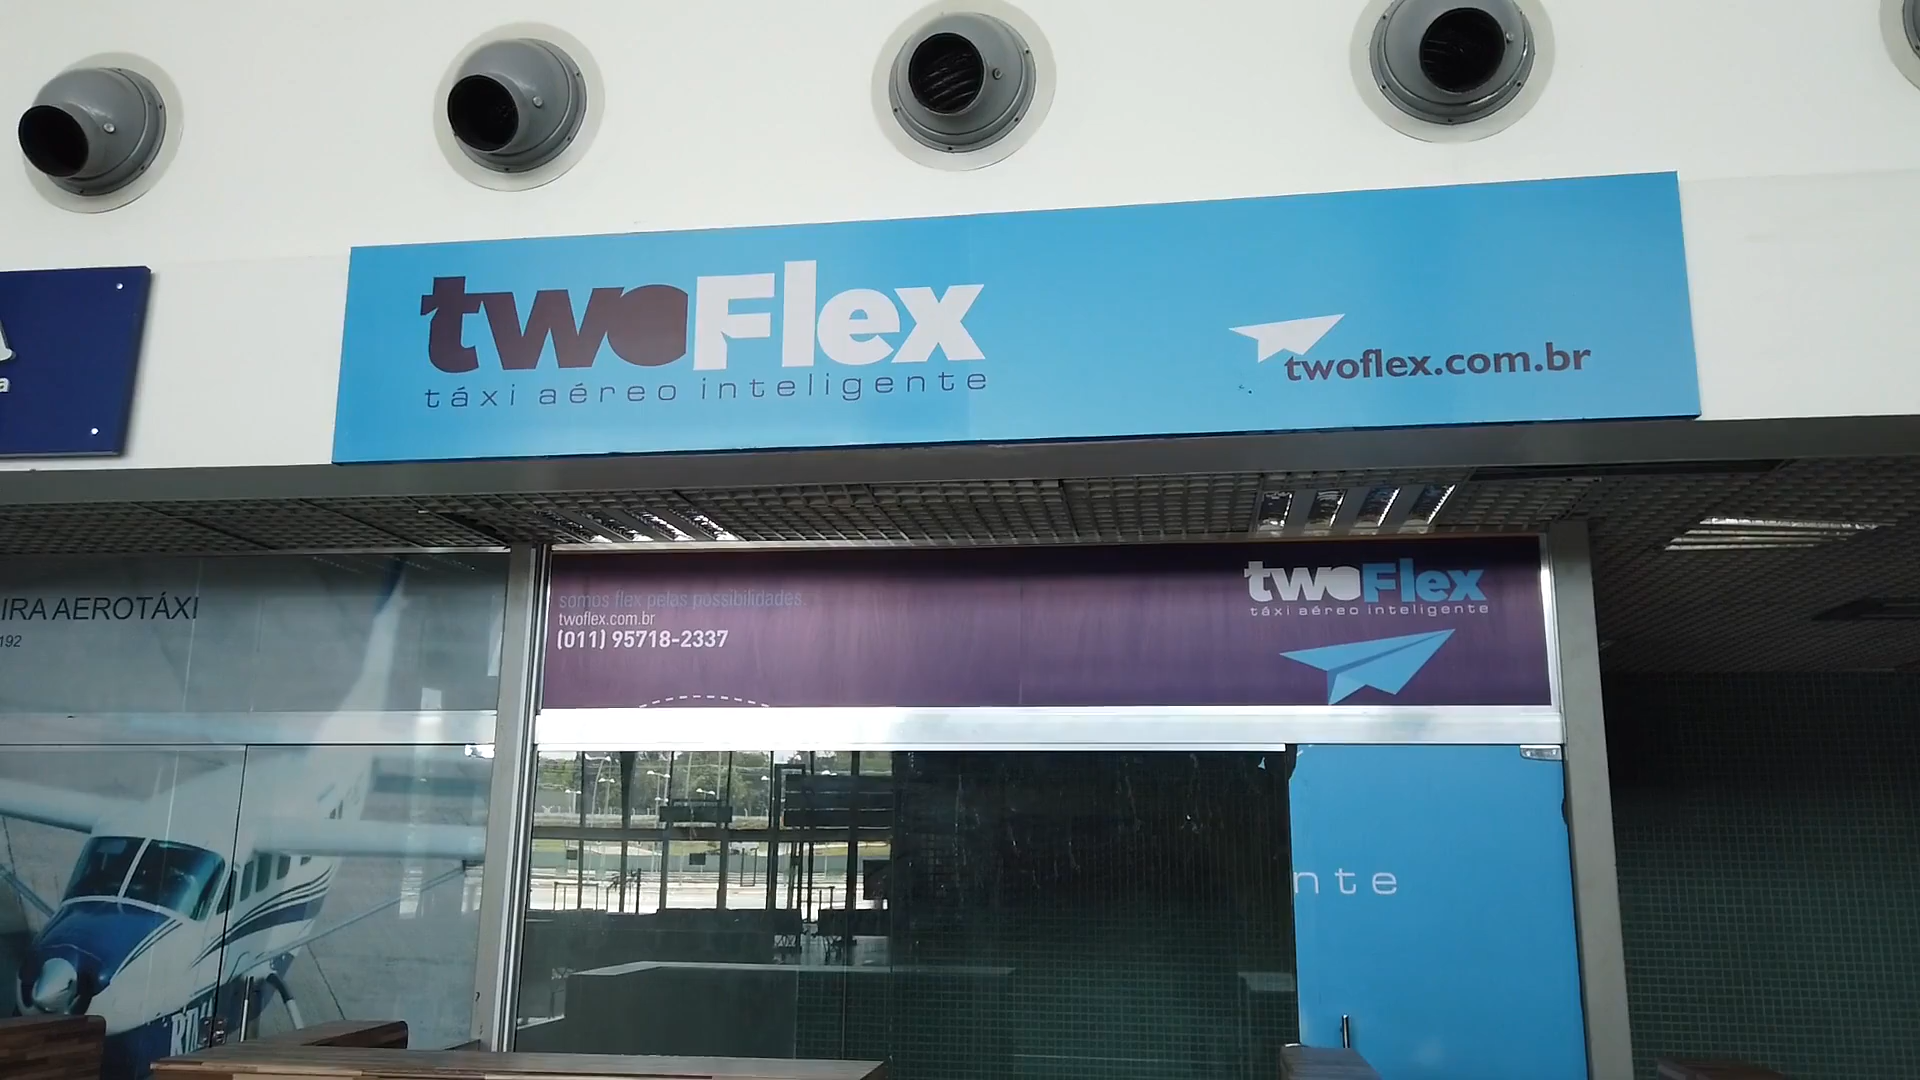 a
twoFlex
táxi aéreo inteligente
twoflex.com.br
IRA AEROTÁXI
192
somos flex pelas possibilidades.
twoflex.com.br
(011) 95718-2337
twoFlex
táxi aéreo inteligente
nte